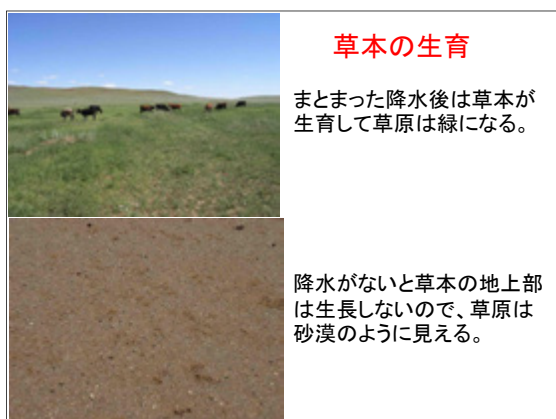 草本の生育
まとまった降水後は草本が
生育して草原は緑になる。
降水がないと草本の地上部
は生長しないので、草原は
砂漠のように見える。